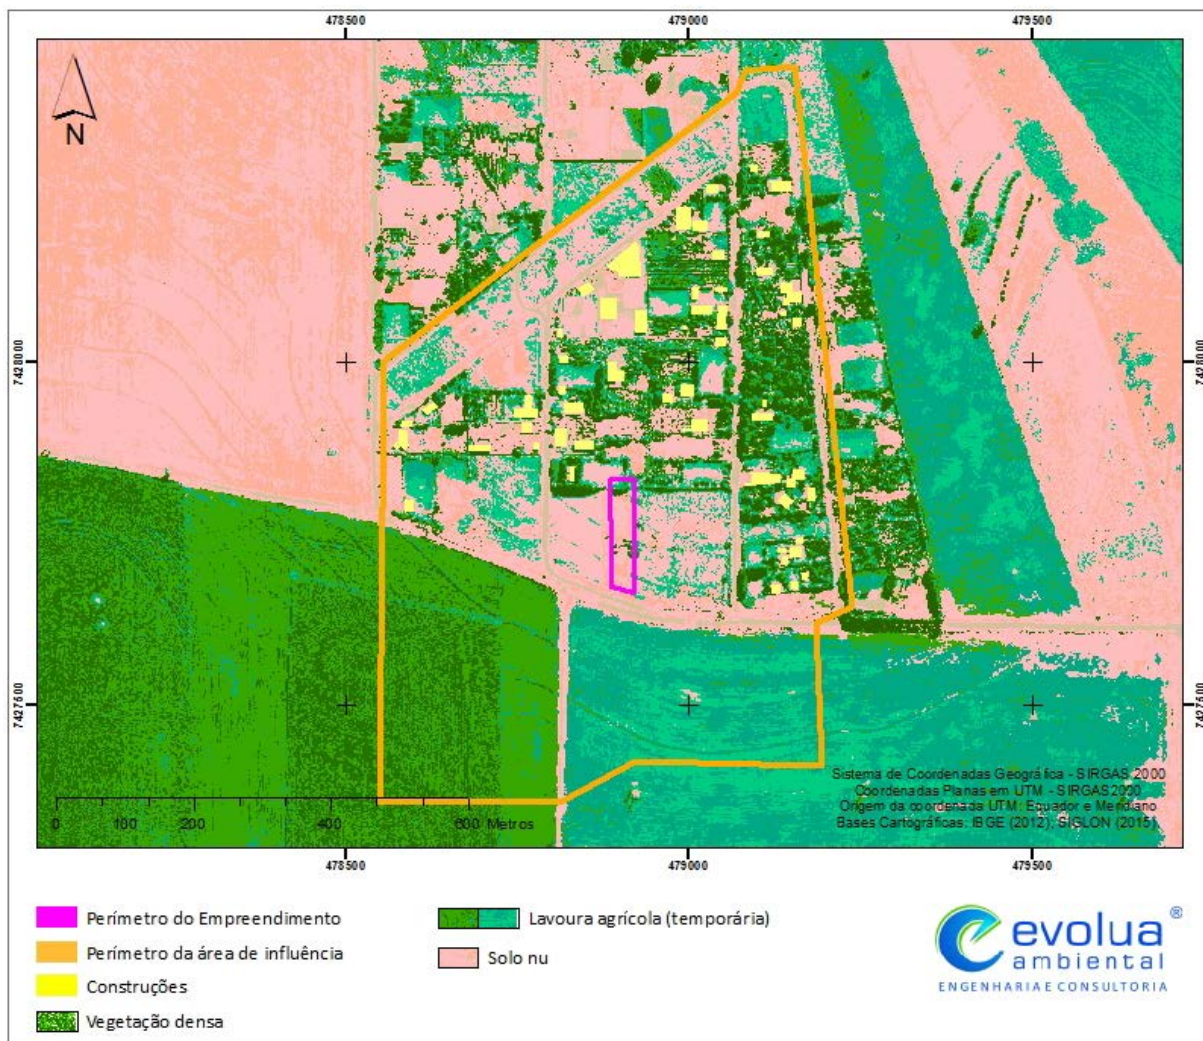 478500 479000 479500
N
7428000 7428000
7427500 7427500
Sistema de Coordenadas Geográfica - SIRGAS 2000
Coordenadas Planas em UTM - SIRGAS2000
Origem da coordenada UTM: Equador e Meridiano
Bases Cartográficas: IBGE (2012); SIGLON (2015)
0 100 200 400 600 Metros
478500 479000 479500
Perímetro do Empreendimento
Perímetro da área de influência
Construções
Vegetação densa
Lavoura agrícola (temporária)
Solo nu
evolua ®
ambiental
ENGENHARIA E CONSULTORIA